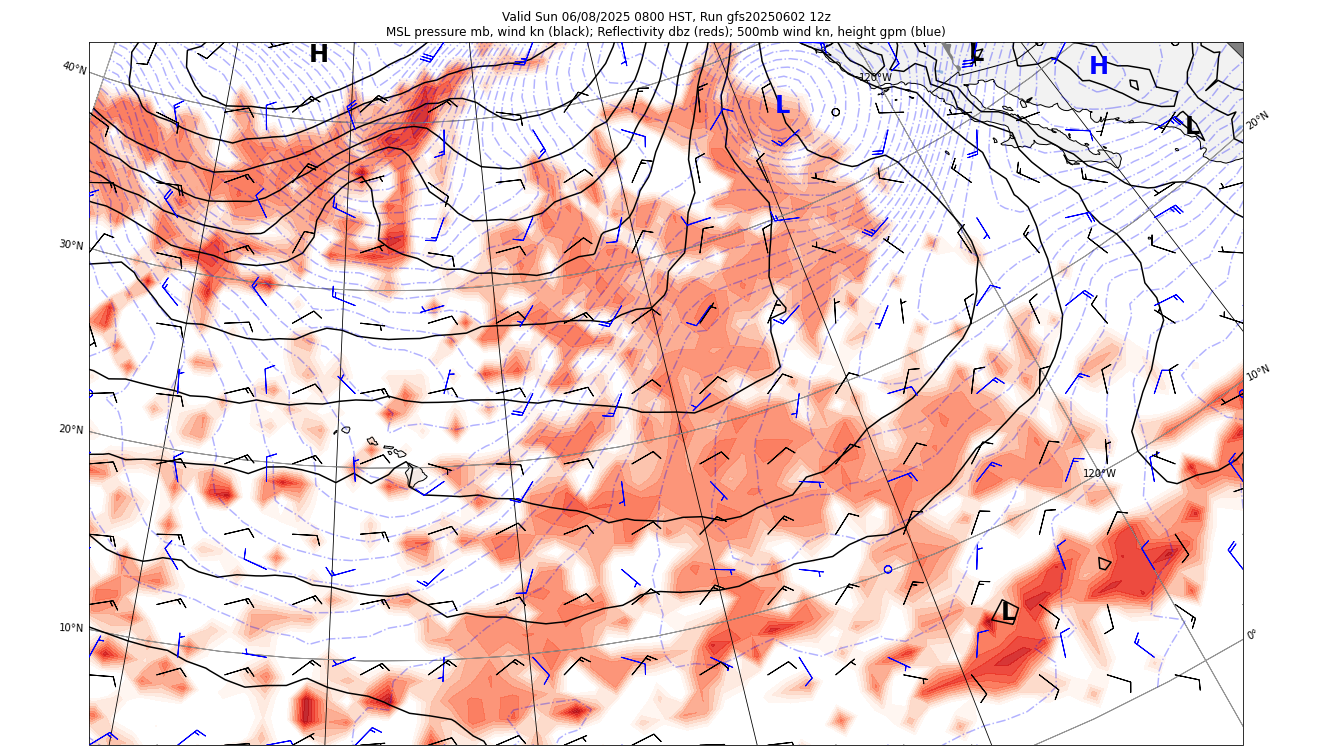 Valid Sun 06/08/2025 0800 HST, Run gfs20250602 12z
MSL pressure mb, wind kn (black); Reflectivity dbz (reds); 500mb wind kn, height gpm (blue)
H
L
H
40°N
120°W
L
L
20°N
30°N
10°N
20°N
120°W
L
10°N
0°